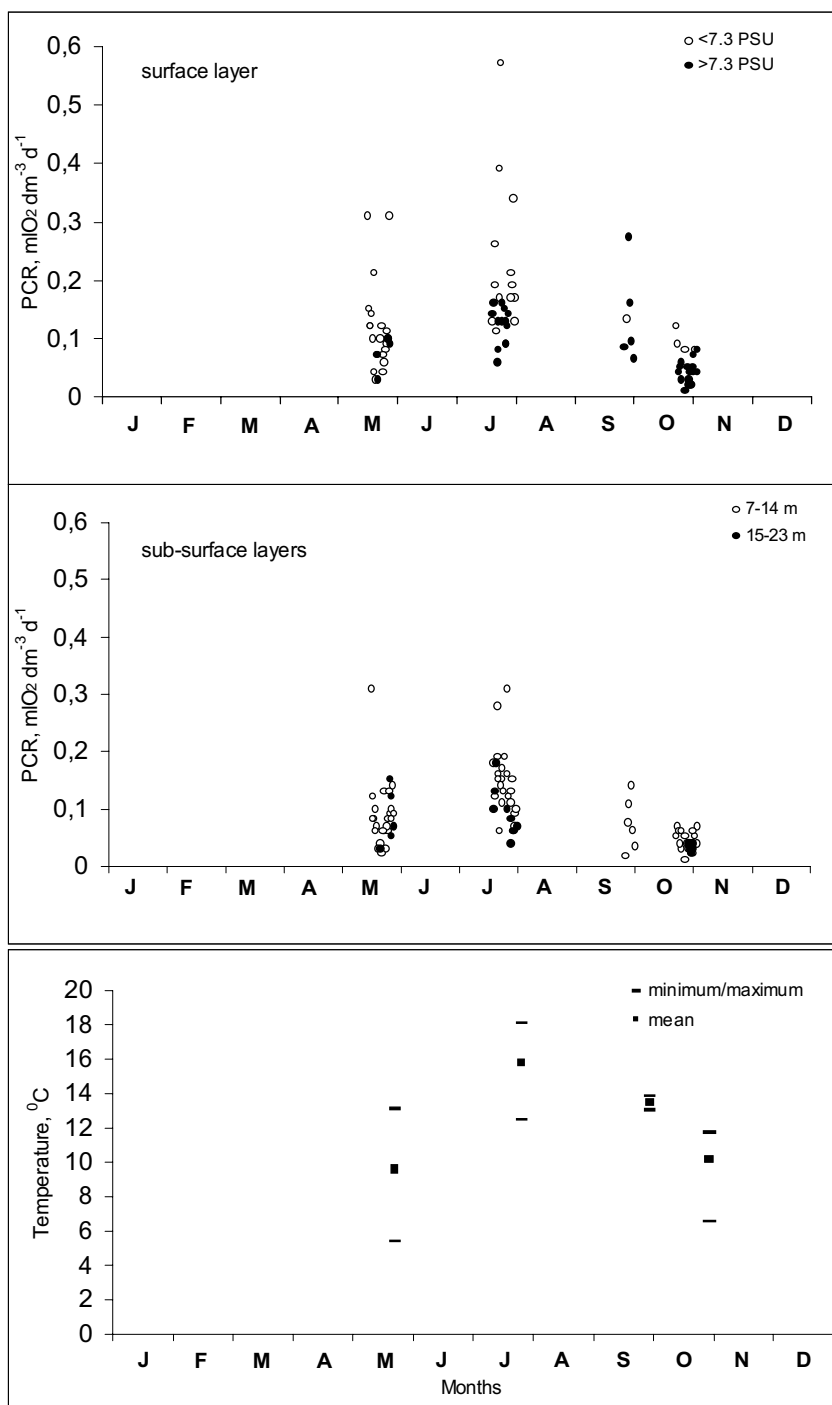 0,6
0,5
0,4
0,3
0,2
0,1
0
PCR, mlO2 dm-3 d-1
surface layer
<7.3 PSU
>7.3 PSU
J F M A M J J A S O N D
0,6
0,5
0,4
0,3
0,2
0,1
0
PCR, mlO2 dm-3 d-1
sub-surface layers
7-14 m
15-23 m
J F M A M J J A S O N D
20
18
16
14
12
10
8
6
4
2
0
Temperature, 0C
minimum/maximum
mean
J F M A M J J A S O N D
Months